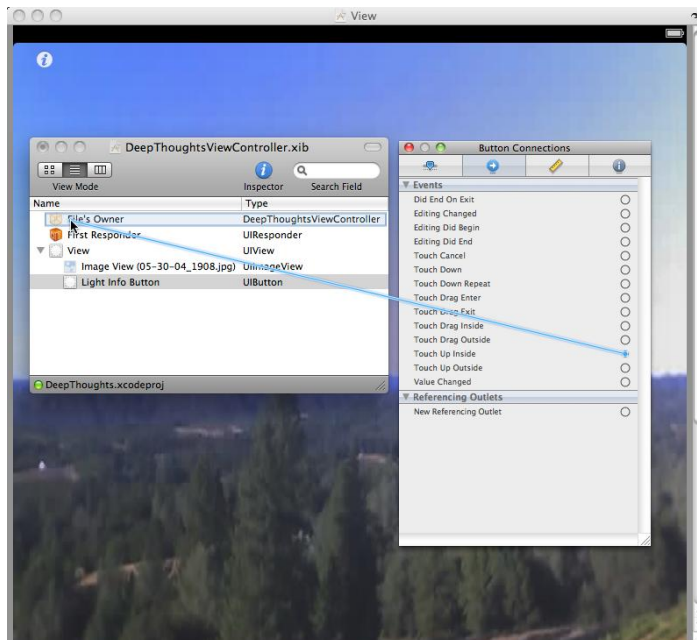 View
DeepThoughtsViewController.xib
View Mode
Inspector
Search Field
Name
Type
File's Owner
DeepThoughtsViewController
First Responder
UIResponder
View
UIView
Image View (05-30-04_1908.jpg)
UIImageView
Light Info Button
UIButton
DeepThoughts.xcodeproj
Button Connections
Events
Did End On Exit
Editing Changed
Editing Did Begin
Editing Did End
Touch Cancel
Touch Down
Touch Down Repeat
Touch Drag Enter
Touch Drag Exit
Touch Drag Inside
Touch Drag Outside
Touch Up Inside
Touch Up Outside
Value Changed
Referencing Outlets
New Referencing Outlet